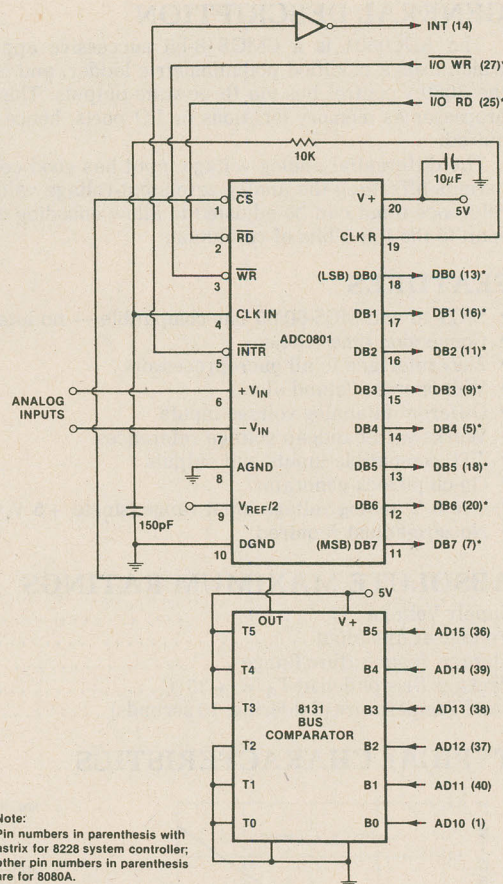 INT (14)
I/O WR (27)*
I/O RD (25)*
10K
10μF
5V
1 CS
2 RD
3 WR
4 CLK IN
5 INTR
6 + VIN
7 - VIN
8 AGND
9 VREF/2
10 DGND
ANALOG
INPUTS
150pF
ADC0801
V + 20
CLK R 19
(LSB) DB0 18 DB0 (13)*
DB1 17 DB1 (16)*
DB2 16 DB2 (11)*
DB3 15 DB3 (9)*
DB4 14 DB4 (5)*
DB5 13 DB5 (18)*
DB6 12 DB6 (20)*
(MSB) DB7 11 DB7 (7)*
5V
OUT V +
T5 B5 AD15 (36)
T4 B4 AD14 (39)
T3 B3 AD13 (38)
8131
BUS
COMPARATOR
T2 B2 AD12 (37)
T1 B1 AD11 (40)
T0 B0 AD10 (1)
Note:
Pin numbers in parenthesis with
astrix for 8228 system controller;
other pin numbers in parenthesis
are for 8080A.